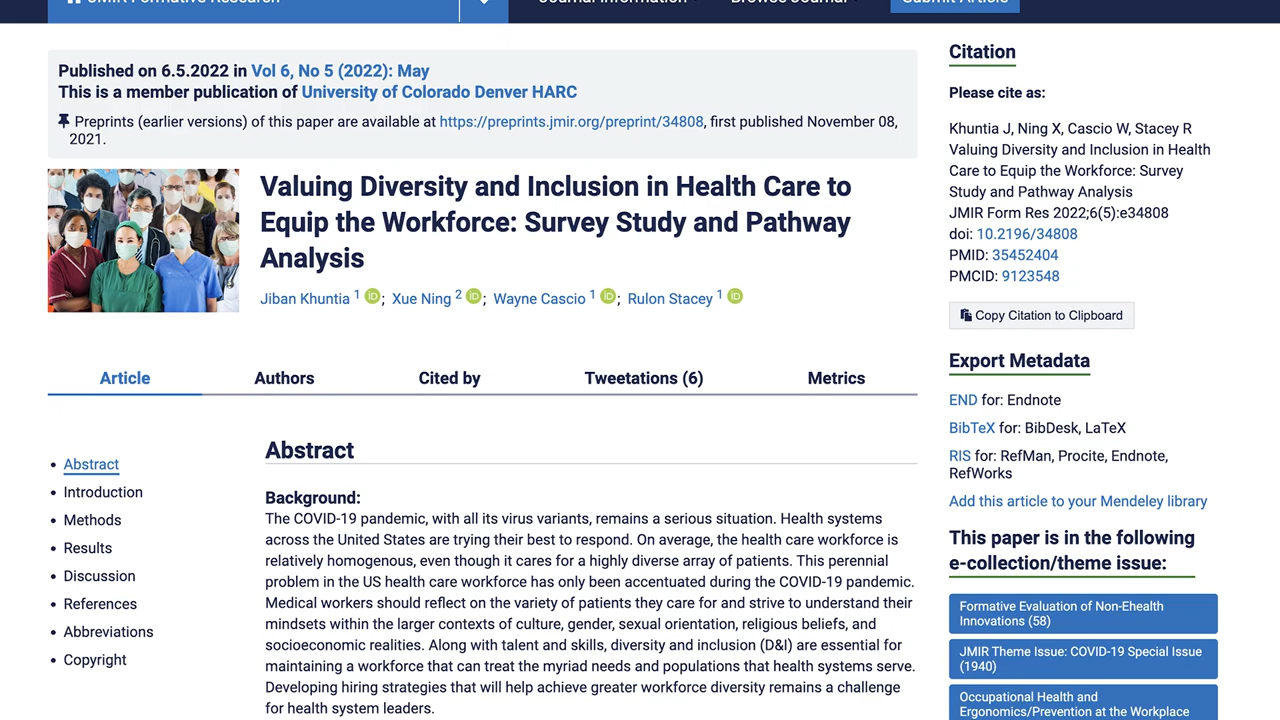 JMIR Formative Research
Journal Information
Browse Journal
Submit Article
Published on 6.5.2022 in Vol 6, No 5 (2022): May
This is a member publication of University of Colorado Denver HARC
Preprints (earlier versions) of this paper are available at https://preprints.jmir.org/preprint/34808, first published November 08,
2021.
Valuing Diversity and Inclusion in Health Care to
Equip the Workforce: Survey Study and Pathway
Analysis
Jiban Khuntia 1 iD; Xue Ning 2 iD; Wayne Cascio 1 iD; Rulon Stacey 1 iD
Article
Authors
Cited by
Tweetations (6)
Metrics
• Abstract
• Introduction
• Methods
• Results
• Discussion
• References
• Abbreviations
• Copyright
Abstract
Background:
The COVID-19 pandemic, with all its virus variants, remains a serious situation. Health systems
across the United States are trying their best to respond. On average, the health care workforce is
relatively homogenous, even though it cares for a highly diverse array of patients. This perennial
problem in the US health care workforce has only been accentuated during the COVID-19 pandemic.
Medical workers should reflect on the variety of patients they care for and strive to understand their
mindsets within the larger contexts of culture, gender, sexual orientation, religious beliefs, and
socioeconomic realities. Along with talent and skills, diversity and inclusion (D&I) are essential for
maintaining a workforce that can treat the myriad needs and populations that health systems serve.
Developing hiring strategies that will help achieve greater workforce diversity remains a challenge
for health system leaders.
Citation
Please cite as:
Khuntia J, Ning X, Cascio W, Stacey R
Valuing Diversity and Inclusion in Health
Care to Equip the Workforce: Survey
Study and Pathway Analysis
JMIR Form Res 2022;6(5):e34808
doi: 10.2196/34808
PMID: 35452404
PMCID: 9123548
Copy Citation to Clipboard
Export Metadata
END for: Endnote
BibTeX for: BibDesk, LaTeX
RIS for: RefMan, Procite, Endnote,
RefWorks
Add this article to your Mendeley library
This paper is in the following
e-collection/theme issue:
Formative Evaluation of Non-Ehealth
Innovations (58)
JMIR Theme Issue: COVID-19 Special Issue
(1940)
Occupational Health and
Ergonomics/Prevention at the Workplace